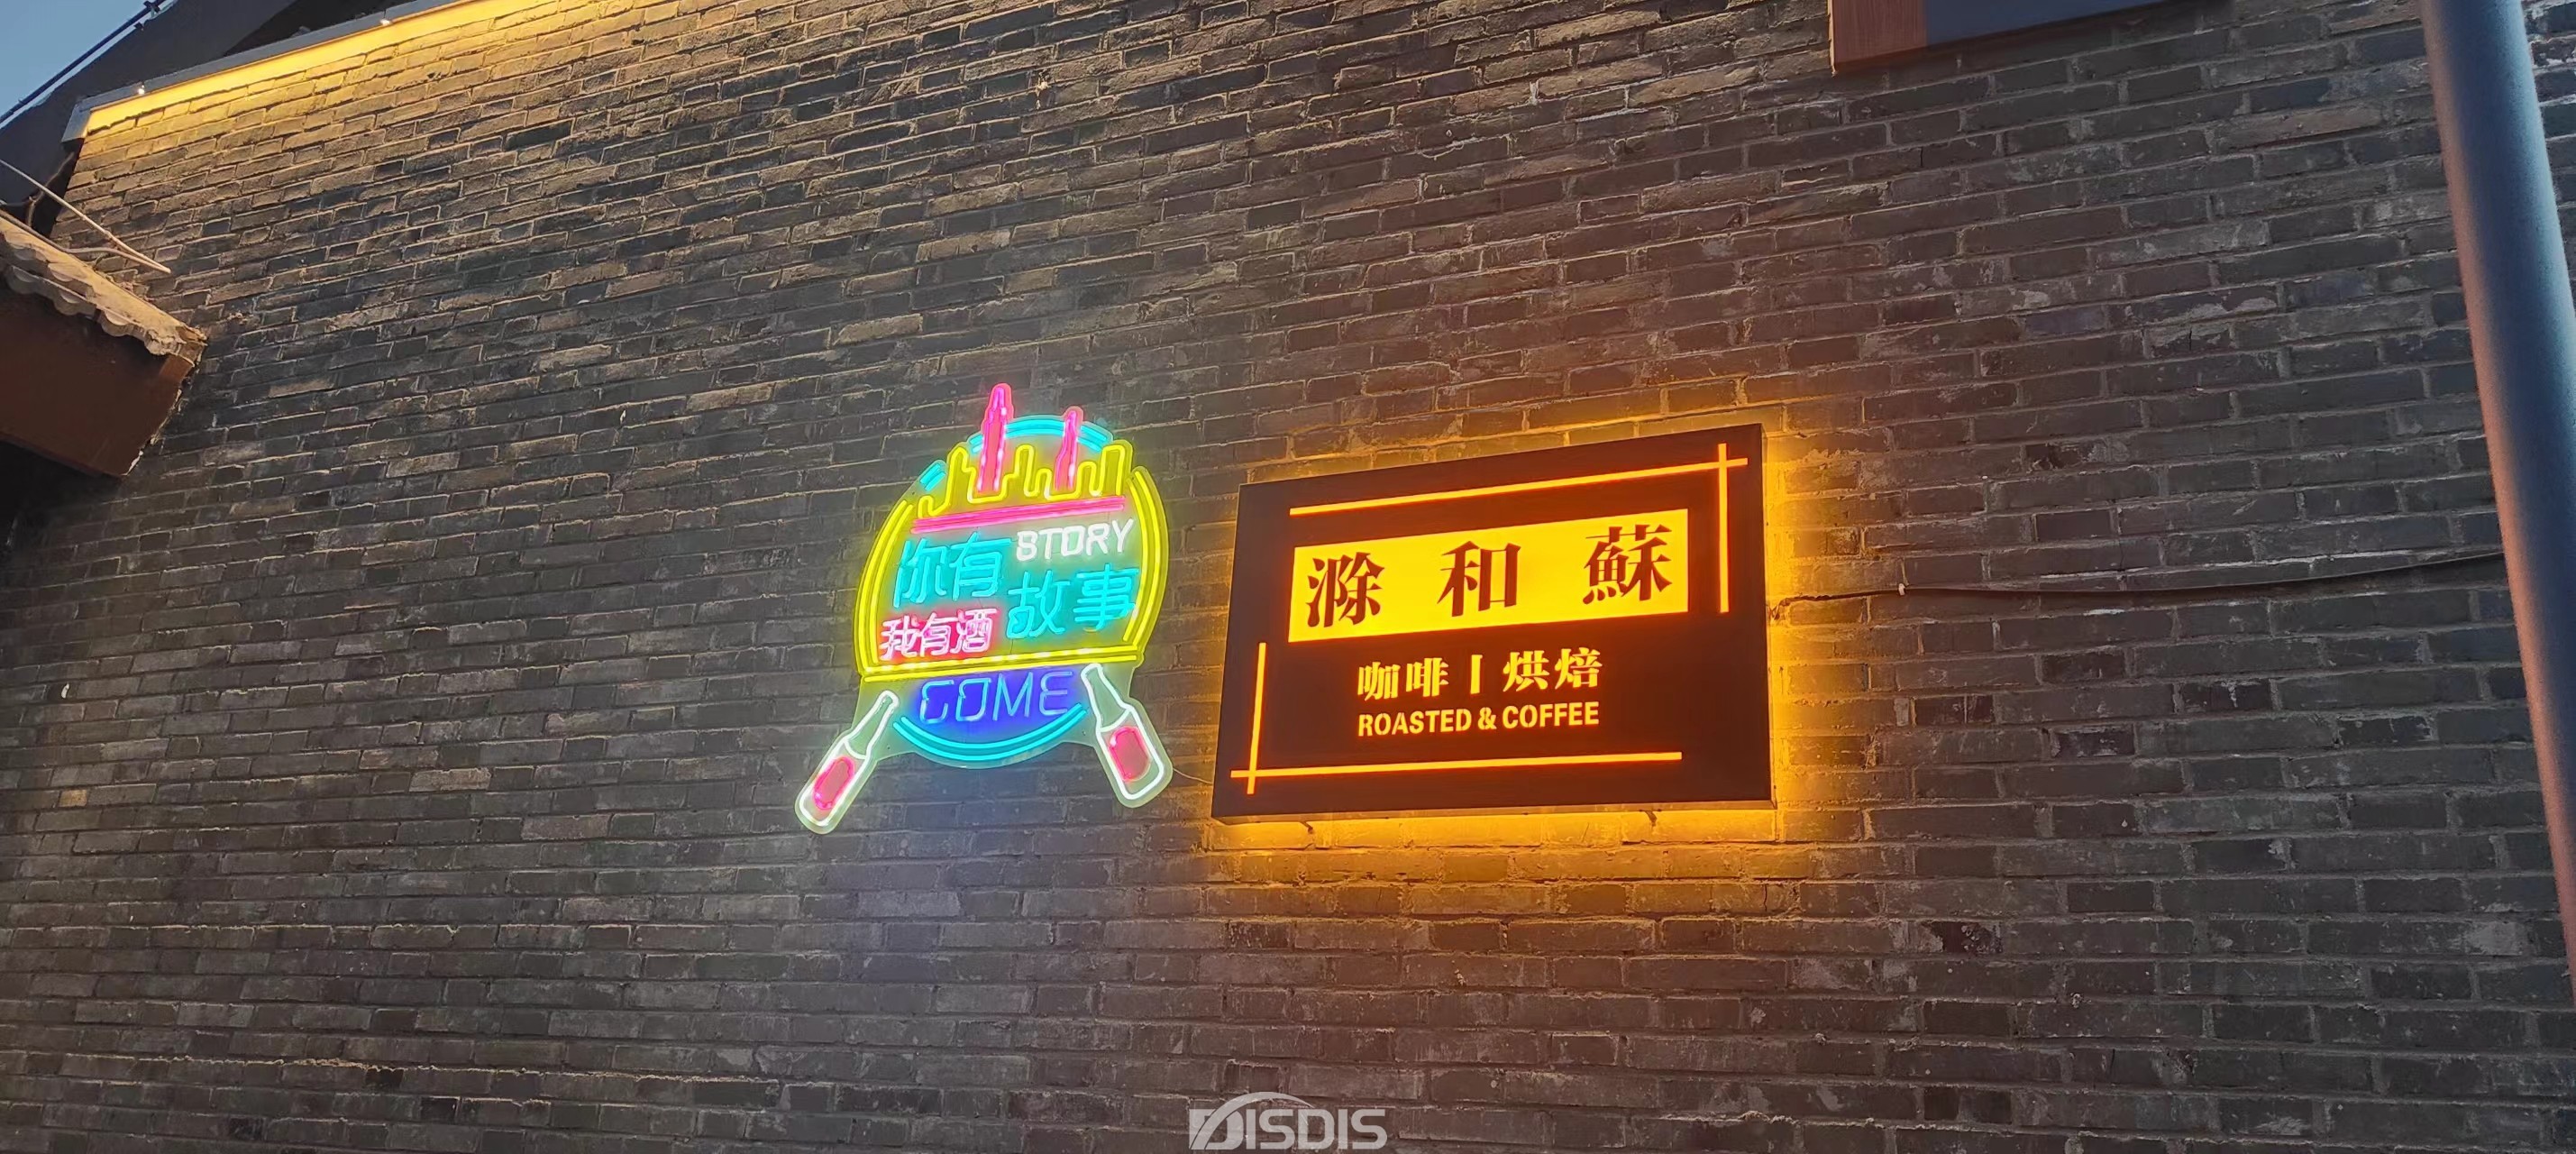 STORY
你有
故事
我有酒
COME
滁和蘇
咖啡|烘焙
ROASTED & COFFEE
DISDIS